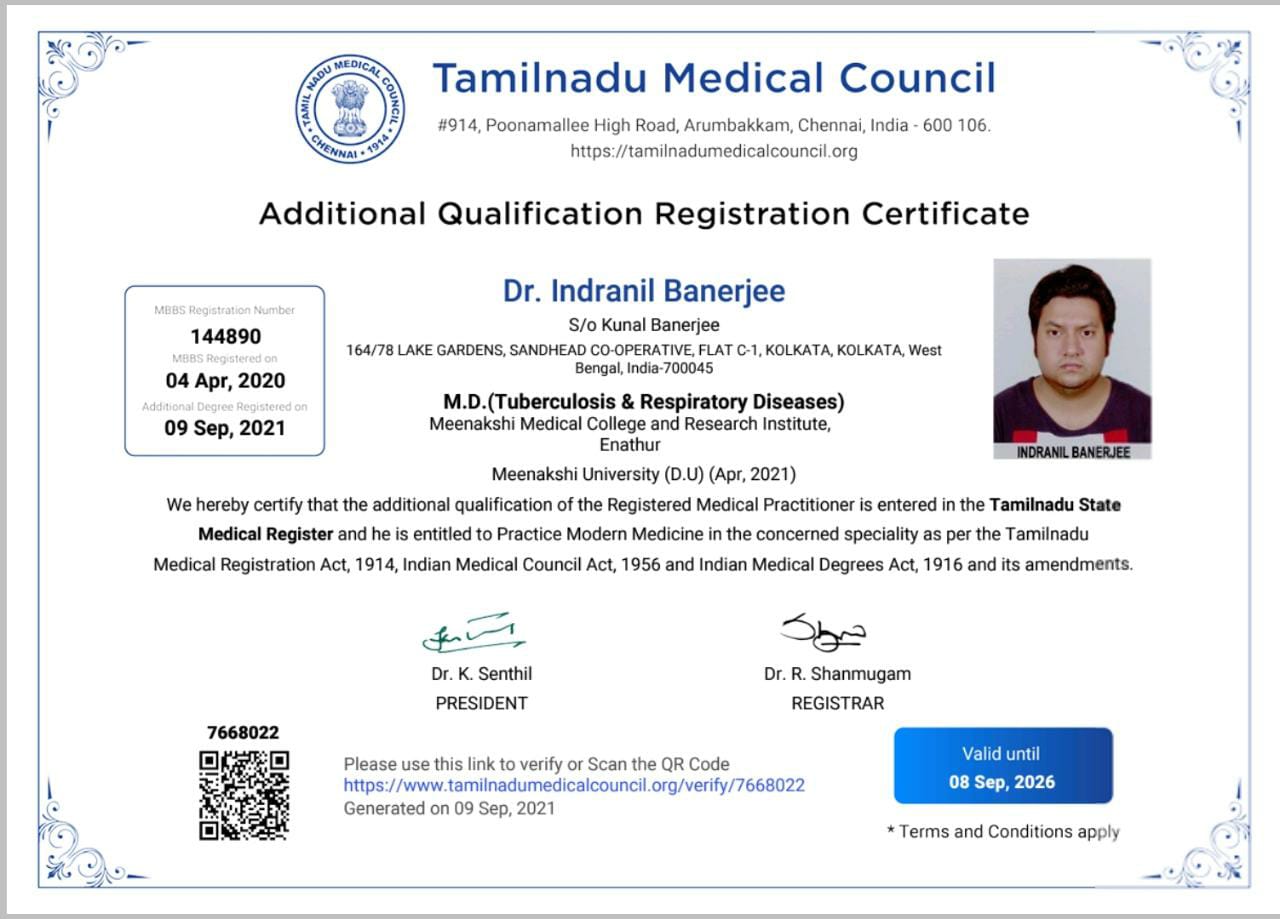 TAMIL NADU MEDICAL COUNCIL
CHENNAI • 1914
Tamilnadu Medical Council
#914, Poonamallee High Road, Arumbakkam, Chennai, India - 600 106.
https://tamilnadumedicalcouncil.org
Additional Qualification Registration Certificate
MBBS Registration Number
144890
MBBS Registered on
04 Apr, 2020
Additional Degree Registered on
09 Sep, 2021
Dr. Indranil Banerjee
S/o Kunal Banerjee
164/78 LAKE GARDENS, SANDHEAD CO-OPERATIVE, FLAT C-1, KOLKATA, KOLKATA, West
Bengal, India-700045
M.D.(Tuberculosis & Respiratory Diseases)
Meenakshi Medical College and Research Institute,
Enathur
Meenakshi University (D.U) (Apr, 2021)
INDRANIL BANERJEE
We hereby certify that the additional qualification of the Registered Medical Practitioner is entered in the Tamilnadu State
Medical Register and he is entitled to Practice Modern Medicine in the concerned speciality as per the Tamilnadu
Medical Registration Act, 1914, Indian Medical Council Act, 1956 and Indian Medical Degrees Act, 1916 and its amendments.
Dr. K. Senthil
PRESIDENT
Dr. R. Shanmugam
REGISTRAR
7668022
Please use this link to verify or Scan the QR Code
https://www.tamilnadumedicalcouncil.org/verify/7668022
Generated on 09 Sep, 2021
Valid until
08 Sep, 2026
* Terms and Conditions apply